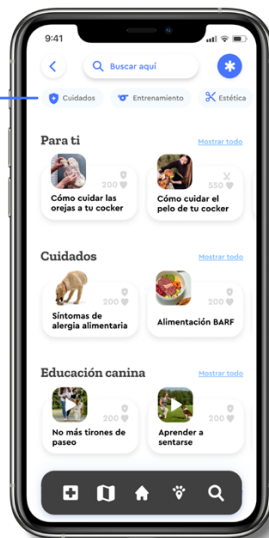 9:41
Buscar aquí
Cuidados Entrenamiento Estética
Para ti Mostrar todo
200 350
Cómo cuidar las Cómo cuidar el
orejas a tu cocker pelo de tu cocker
Cuidados Mostrar todo
200 200
Síntomas de
alergia alimentaria Alimentación BARF
Educación canina Mostrar todo
200 200
No más tirones de Aprender a
paseo sentarse